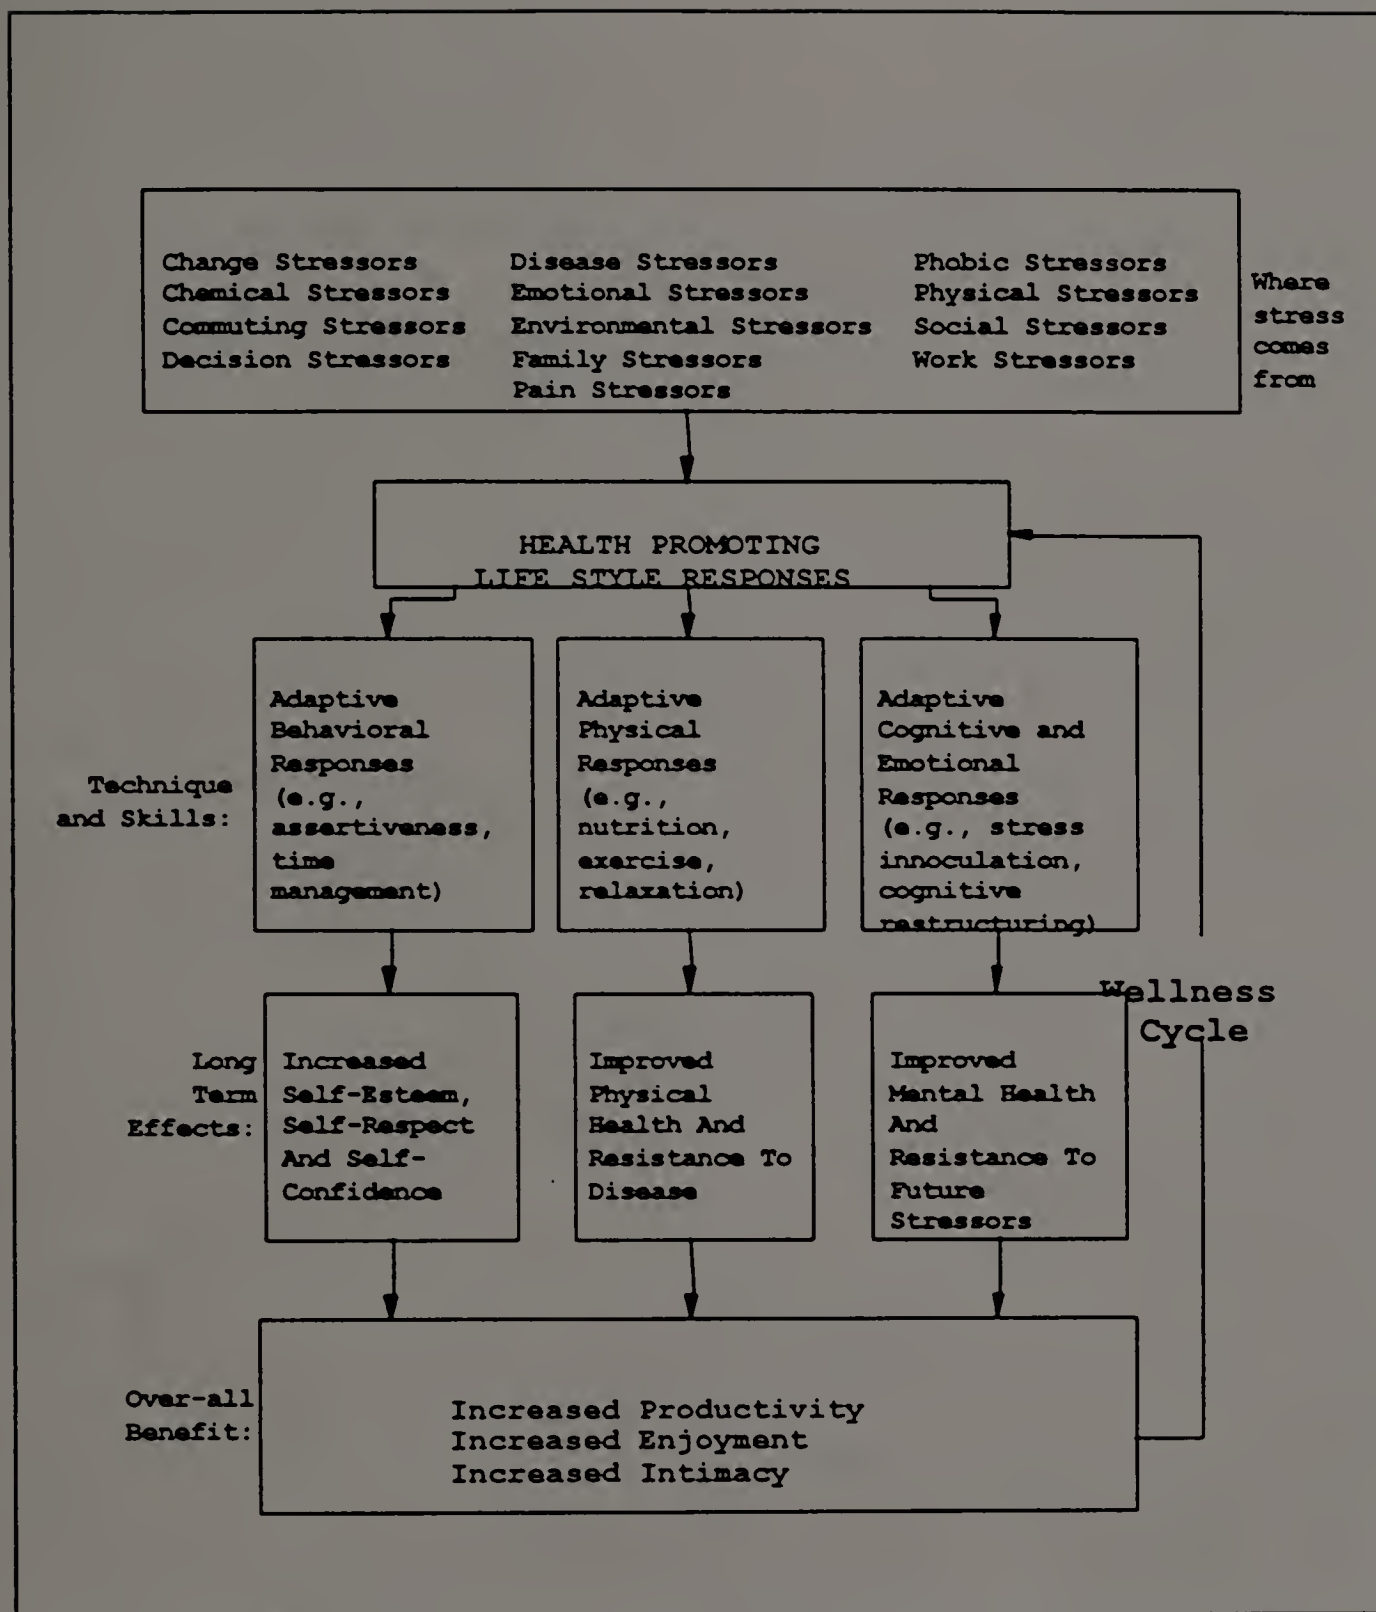 Change Stressors
Chemical Stressors
Commuting Stressors
Decision Stressors
Disease Stressors
Emotional Stressors
Environmental Stressors
Family Stressors
Pain Stressors
Phobic Stressors
Physical Stressors
Social Stressors
Work Stressors
Where
stress
comes
from
HEALTH PROMOTING
LIFE STYLE RESPONSES
Technique
and Skills:
Adaptive
Behavioral
Responses
(e.g.,
assertiveness,
time
management)
Adaptive
Physical
Responses
(e.g.,
nutrition,
exercise,
relaxation)
Adaptive
Cognitive and
Emotional
Responses
(e.g., stress
innoculation,
cognitive
restructuring)
Wellness
Cycle
Long
Term
Effects:
Increased
Self-Esteem,
Self-Respect
And Self-
Confidence
Improved
Physical
Health And
Resistance To
Disease
Improved
Mental Health
And
Resistance To
Future
Stressors
Over-all
Benefit:
Increased Productivity
Increased Enjoyment
Increased Intimacy